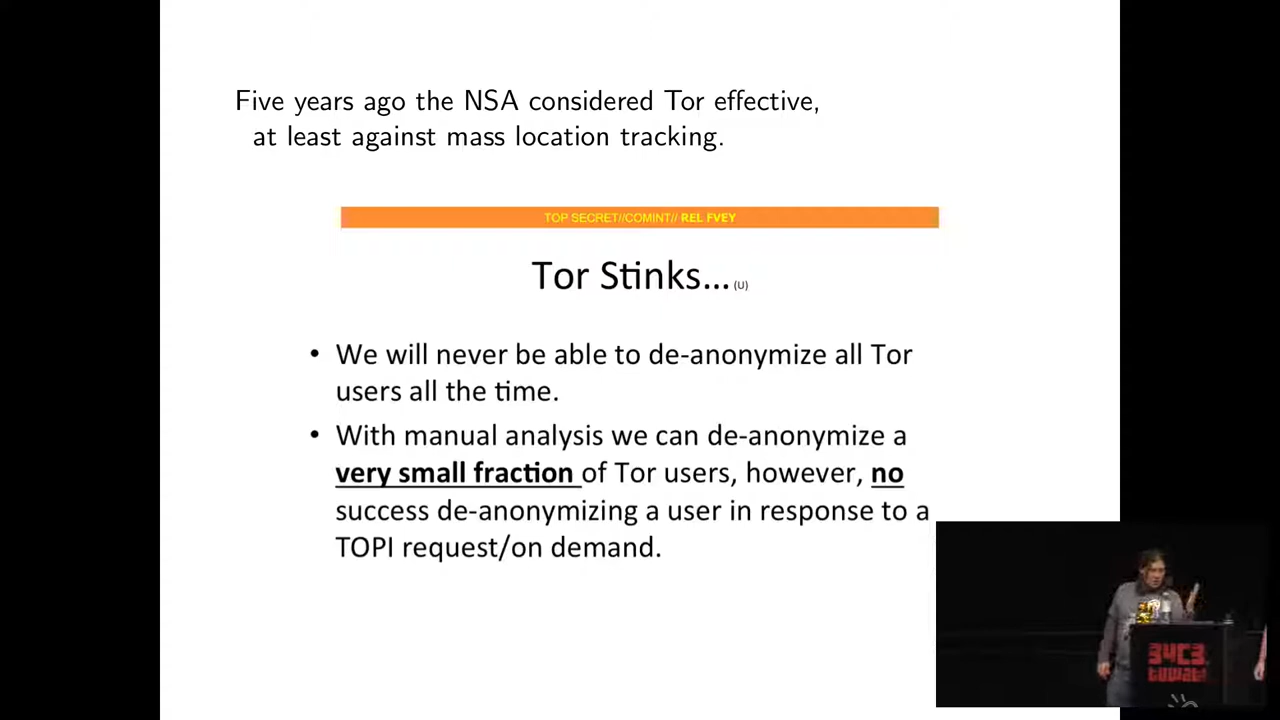 Five years ago the NSA considered Tor effective,
at least against mass location tracking.
TOP SECRET//COMINT// REL FVEY
Tor Stinks... (U)
• We will never be able to de-anonymize all Tor
users all the time.
• With manual analysis we can de-anonymize a
very small fraction of Tor users, however, no
success de-anonymizing a user in response to a
TOPI request/on demand.
34C3
tuwat!